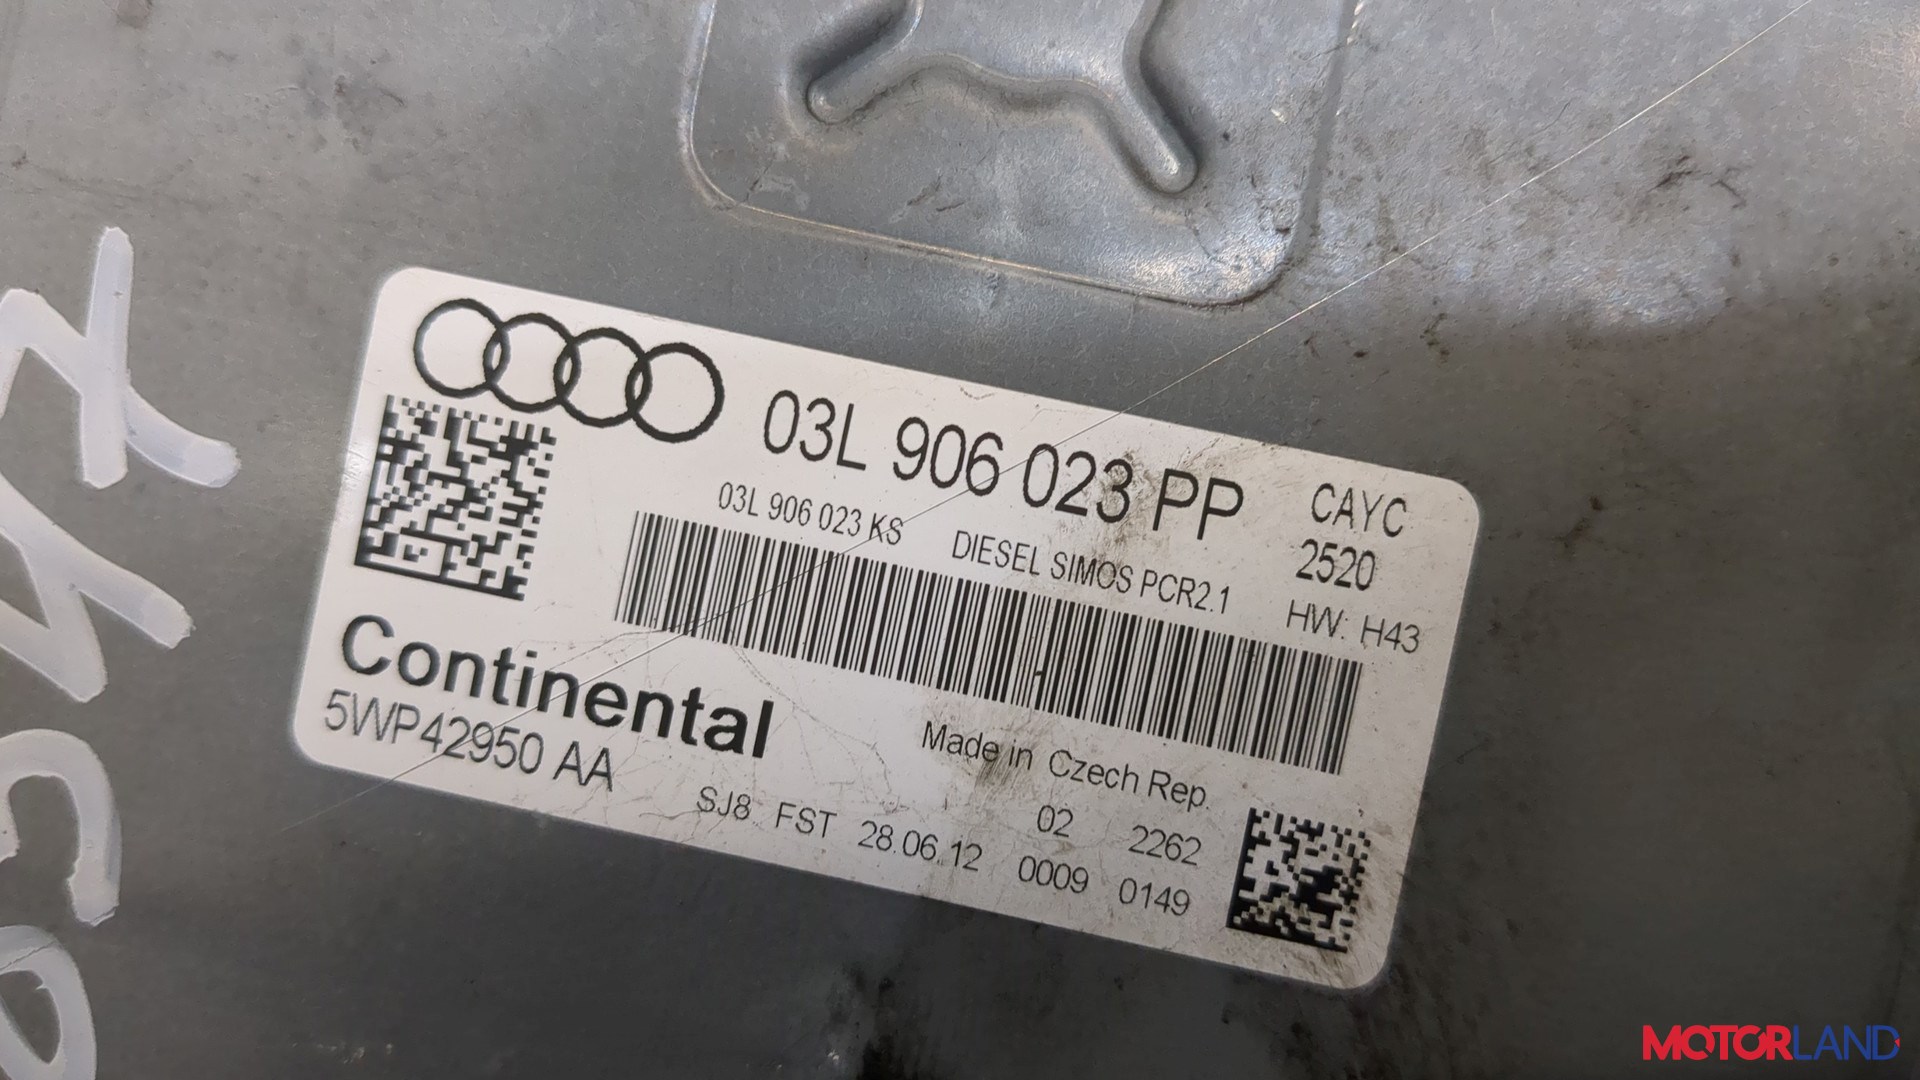 03L 906 023 PP
CAYC
03L 906 023 KS
DIESEL SIMOS PCR2.1
2520
HW: H43
Continental
5WP42950 AA
Made in Czech Rep.
02 2262
SJ8 FST 28.06.12 0009 0149
MOTORLAND